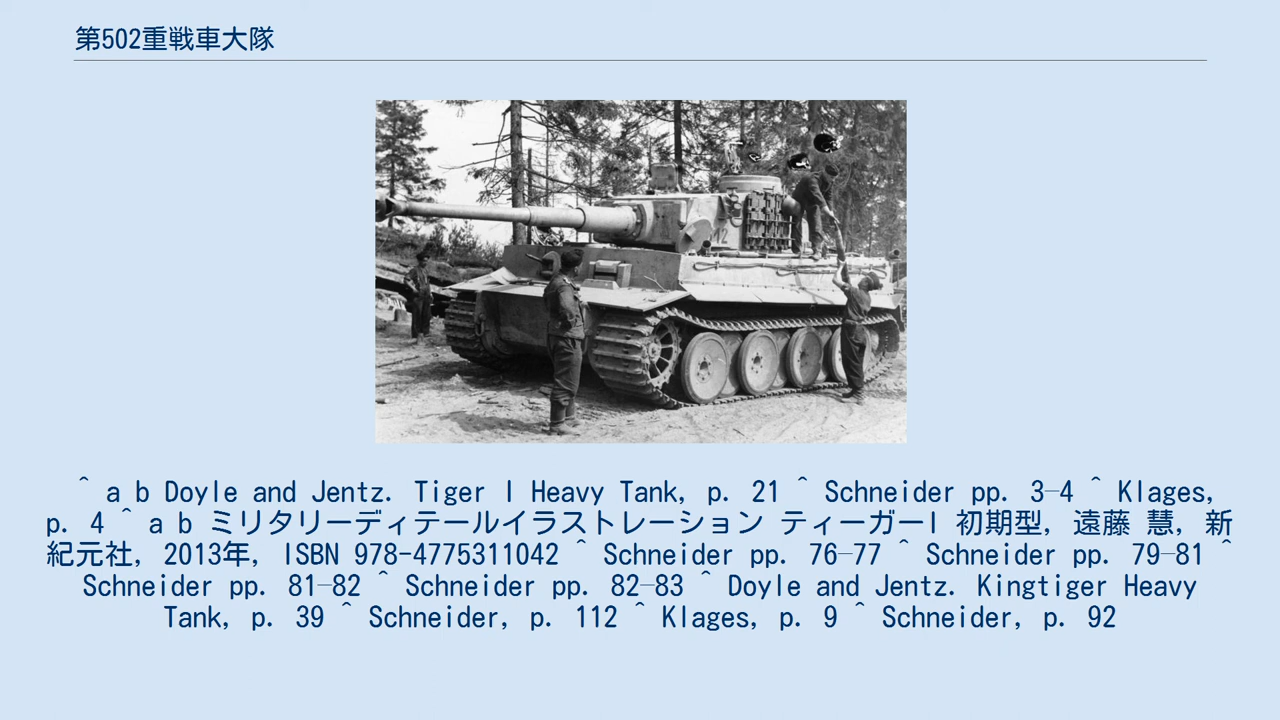 第502重戦車大隊
^ a b Doyle and Jentz. Tiger I Heavy Tank, p. 21 ^ Schneider pp. 3–4 ^ Klages,
p. 4 ^ a b ミリタリーディテールイラストレーション ティーガーI 初期型, 遠藤 慧, 新
紀元社, 2013年, ISBN 978-4775311042 ^ Schneider pp. 76–77 ^ Schneider pp. 79–81 ^
Schneider pp. 81–82 ^ Schneider pp. 82–83 ^ Doyle and Jentz. Kingtiger Heavy
Tank, p. 39 ^ Schneider, p. 112 ^ Klages, p. 9 ^ Schneider, p. 92